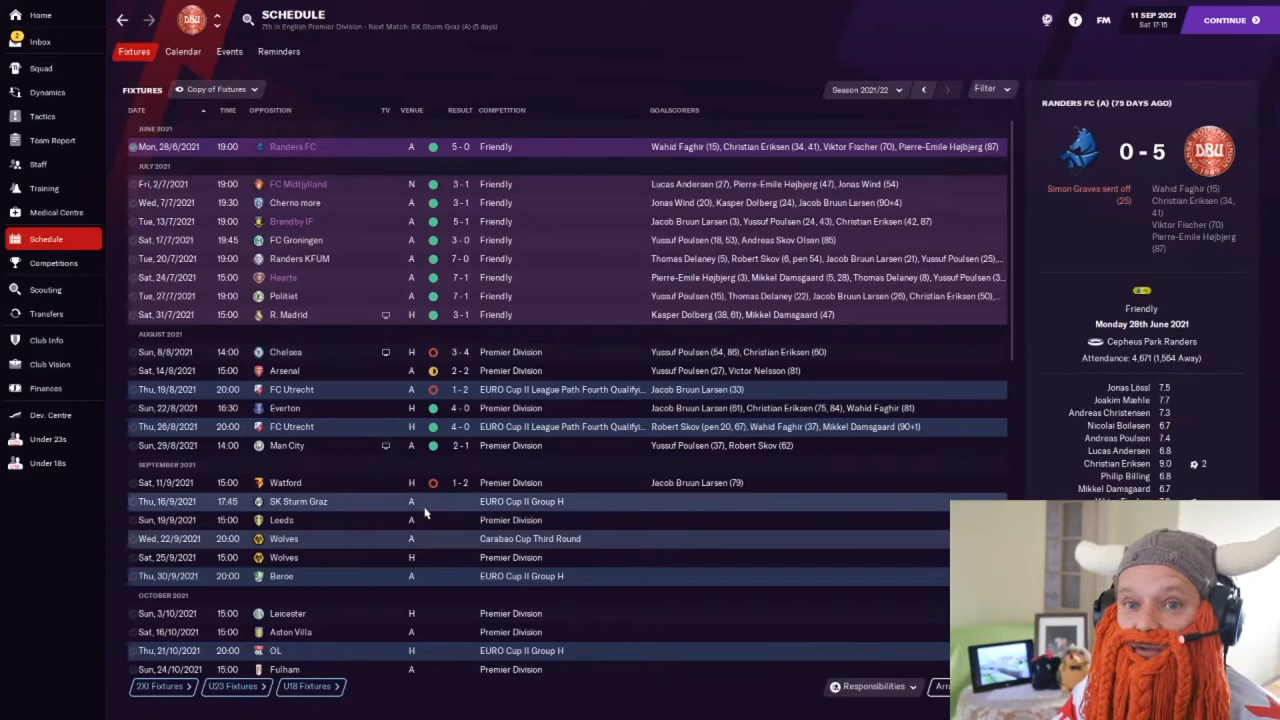 Home
Inbox
2
Squad
Dynamics
Tactics
Team Report
Staff
Training
Medical Centre
Schedule
Competitions
Scouting
Transfers
Club Info
Club Vision
Finances
Dev. Centre
Under 23s
Under 18s
SCHEDULE
7th in English Premier Division - Next Match: SK Sturm Graz (A) (5 days)
FM
11 SEP 2021
Sat 17:15
CONTINUE
Fixtures Calendar Events Reminders
FIXTURES Copy of Fixtures Season 2021/22 Filter
DATE TIME OPPOSITION TV VENUE RESULT COMPETITION GOALSCORERS
JUNE 2021
Mon, 28/6/2021 19:00 Randers FC A 5 - 0 Friendly Wahid Faghir (15), Christian Eriksen (34, 41), Viktor Fischer (70), Pierre-Emile Højbjerg (87)
JULY 2021
Fri, 2/7/2021 19:00 FC Midtjylland N 3 - 1 Friendly Lucas Andersen (27), Pierre-Emile Højbjerg (47), Jonas Wind (54)
Wed, 7/7/2021 19:30 Cherno more A 3 - 1 Friendly Jonas Wind (20), Kasper Dolberg (24), Jacob Bruun Larsen (90+4)
Tue, 13/7/2021 19:00 Brøndby IF A 5 - 1 Friendly Jacob Bruun Larsen (3), Yussuf Poulsen (24, 43), Christian Eriksen (42, 87)
Sat, 17/7/2021 19:45 FC Groningen A 3 - 0 Friendly Yussuf Poulsen (18, 53), Andreas Skov Olsen (85)
Tue, 20/7/2021 19:00 Randers KFUM A 7 - 0 Friendly Thomas Delaney (5), Robert Skov (6, pen 54), Jacob Bruun Larsen (21), Yussuf Poulsen (25),...
Sat, 24/7/2021 15:00 Hearts A 7 - 1 Friendly Pierre-Emile Højbjerg (3), Mikkel Damsgaard (5, 28), Thomas Delaney (8), Yussuf Poulsen (3...
Tue, 27/7/2021 19:00 Politiet A 7 - 1 Friendly Yussuf Poulsen (15), Thomas Delaney (22), Jacob Bruun Larsen (26), Christian Eriksen (50),...
Sat, 31/7/2021 15:00 R. Madrid H 3 - 1 Friendly Kasper Dolberg (38, 61), Mikkel Damsgaard (47)
AUGUST 2021
Sun, 8/8/2021 14:00 Chelsea H 3 - 4 Premier Division Yussuf Poulsen (54, 86), Christian Eriksen (60)
Sat, 14/8/2021 15:00 Arsenal A 2 - 2 Premier Division Yussuf Poulsen (27), Victor Nelsson (81)
Thu, 19/8/2021 20:00 FC Utrecht A 1 - 2 EURO Cup II League Path Fourth Qualifyi... Jacob Bruun Larsen (33)
Sun, 22/8/2021 16:30 Everton H 4 - 0 Premier Division Jacob Bruun Larsen (61), Christian Eriksen (75, 84), Wahid Faghir (81)
Thu, 26/8/2021 20:00 FC Utrecht H 4 - 0 EURO Cup II League Path Fourth Qualifyi... Robert Skov (pen 20, 67), Wahid Faghir (37), Mikkel Damsgaard (90+1)
Sun, 29/8/2021 14:00 Man City H 2 - 1 Premier Division Yussuf Poulsen (37), Robert Skov (62)
SEPTEMBER 2021
Sat, 11/9/2021 15:00 Watford H 1 - 2 Premier Division Jacob Bruun Larsen (79)
Thu, 16/9/2021 17:45 SK Sturm Graz A EURO Cup II Group H
Sun, 19/9/2021 15:00 Leeds A Premier Division
Wed, 22/9/2021 20:00 Wolves A Carabao Cup Third Round
Sat, 25/9/2021 15:00 Wolves H Premier Division
Thu, 30/9/2021 20:00 Beroe A EURO Cup II Group H
OCTOBER 2021
Sun, 3/10/2021 15:00 Leicester H Premier Division
Sat, 16/10/2021 15:00 Aston Villa A Premier Division
Thu, 21/10/2021 20:00 OL H EURO Cup II Group H
Sun, 24/10/2021 15:00 Fulham A Premier Division
2XI Fixtures U23 Fixtures U18 Fixtures Responsibilities
RANDERS FC (A) (75 DAYS AGO)
0 - 5
Simon Graves sent off
(25)
Wahid Faghir (15)
Christian Eriksen (34,
41)
Viktor Fischer (70)
Pierre-Emile Højbjerg
(87)
Friendly
Monday 28th June 2021
Cepheus Park Randers
Attendance: 4,671 (1,564 Away)
Jonas Lössl 7.5
Joakim Mæhle 7.7
Andreas Christensen 7.3
Nicolai Boilesen 6.7
Andreas Poulsen 7.4
Lucas Andersen 6.8
Christian Eriksen 9.0 2
Philip Billing 6.8
Mikkel Damsgaard 6.7